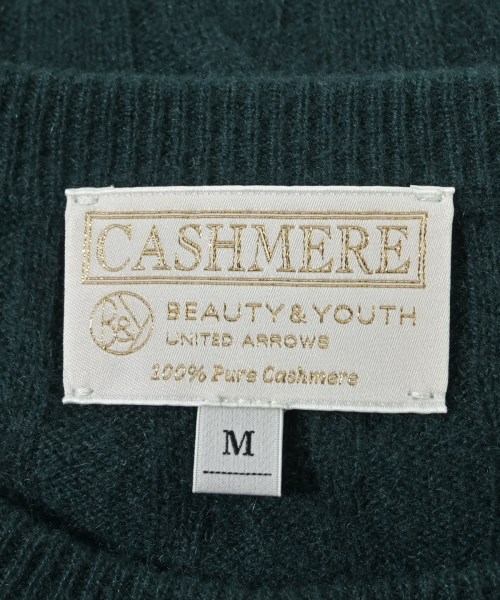 CASHMERE
BEAUTY & YOUTH
UNITED ARROWS
100% Pure Cashmere
M